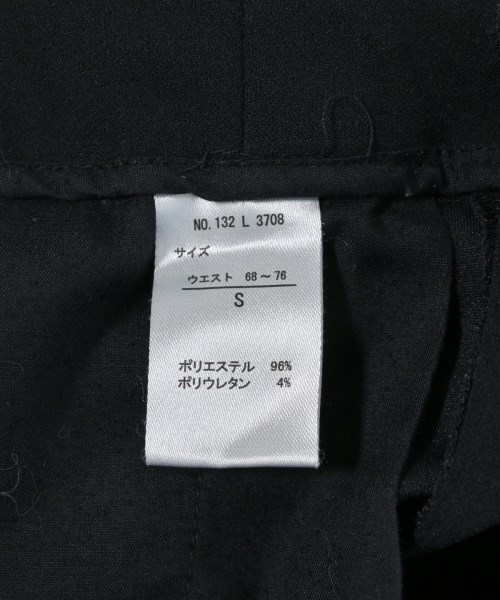 NO. 132 L 3708
サイズ
ウエスト 68～76
S
ポリエステル 96%
ポリウレタン 4%